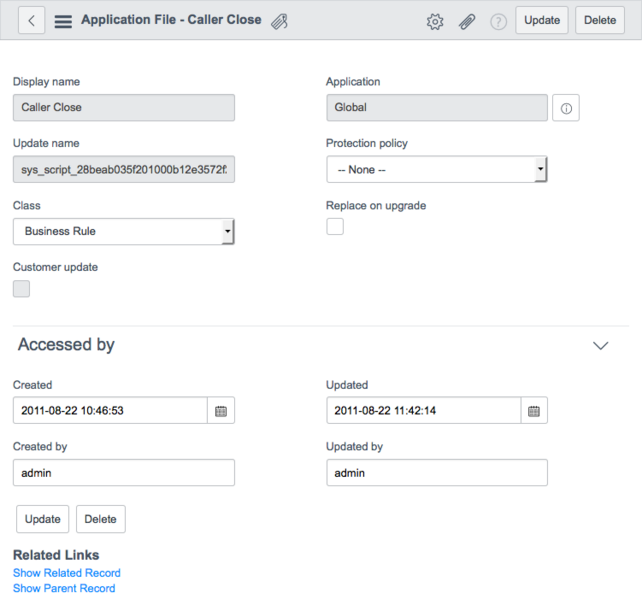 Application File - Caller Close
Update
Delete
Display name
Application
Caller Close
Global
Update name
Protection policy
sys_script_28beab035f201000b12e3572f
-- None --
Class
Replace on upgrade
Business Rule
Customer update
Accessed by
Created
Updated
2011-08-22 10:46:53
2011-08-22 11:42:14
Created by
Updated by
admin
admin
Update
Delete
Related Links
Show Related Record
Show Parent Record